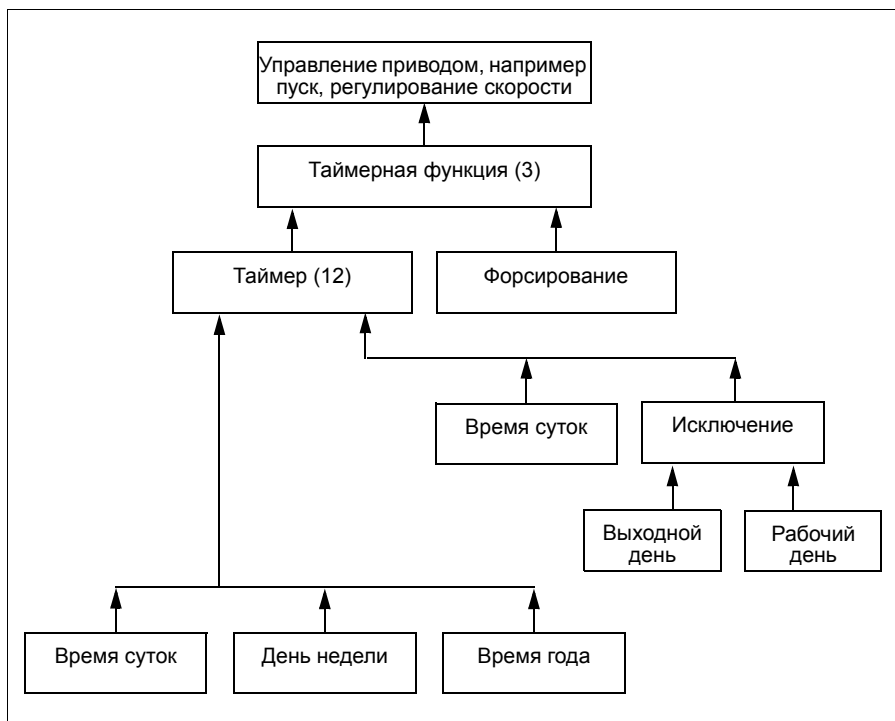 Управление приводом, например
пуск, регулирование скорости
Таймерная функция (3)
Таймер (12)
Форсирование
Время суток
Исключение
Выходной
день
Рабочий
день
Время суток
День недели
Время года